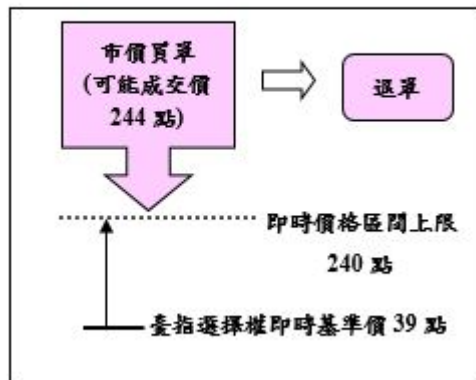 市價買單
(可能成交價
244 點)
退單
即時價格區間上限
240 點
臺指選擇權即時基準價 39 點